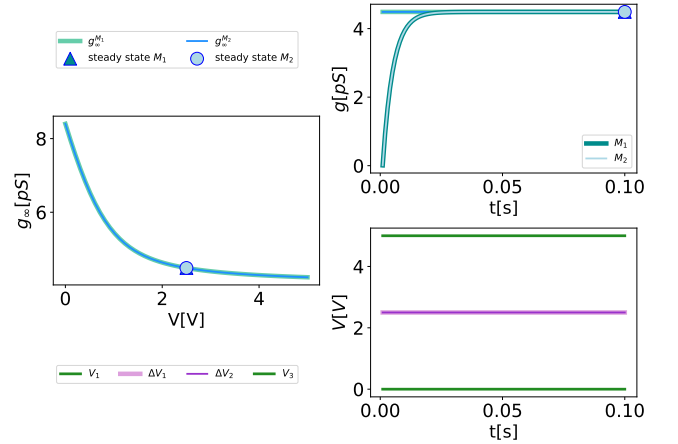 g∞^M₁ g∞^M₂
steady state M₁ steady state M₂
8
6
g∞[pS]
0 2 4
V[V]
V₁ ΔV₁ ΔV₂ V₃
4
2
0
g[pS]
M₁
M₂
0.00 0.05 0.10
t[s]
4
2
0
V[V]
0.00 0.05 0.10
t[s]